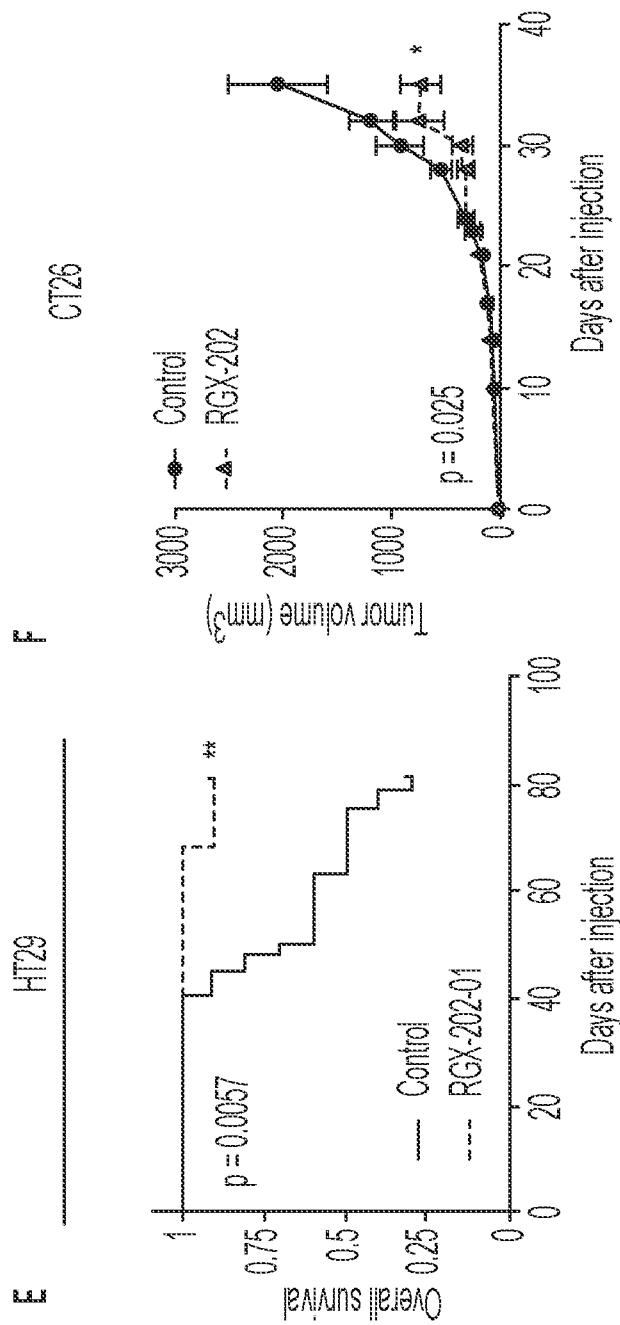 E
HT29
Overall survival
1
0.75
0.5
0.25
0
p = 0.0057
Control
RGX-202-01
**
0
20
40
60
80
100
Days after injection
F
CT26
Tumor volume (mm3)
3000
2000
1000
0
Control
RGX-202
p = 0.025
*
0
10
20
30
40
Days after injection